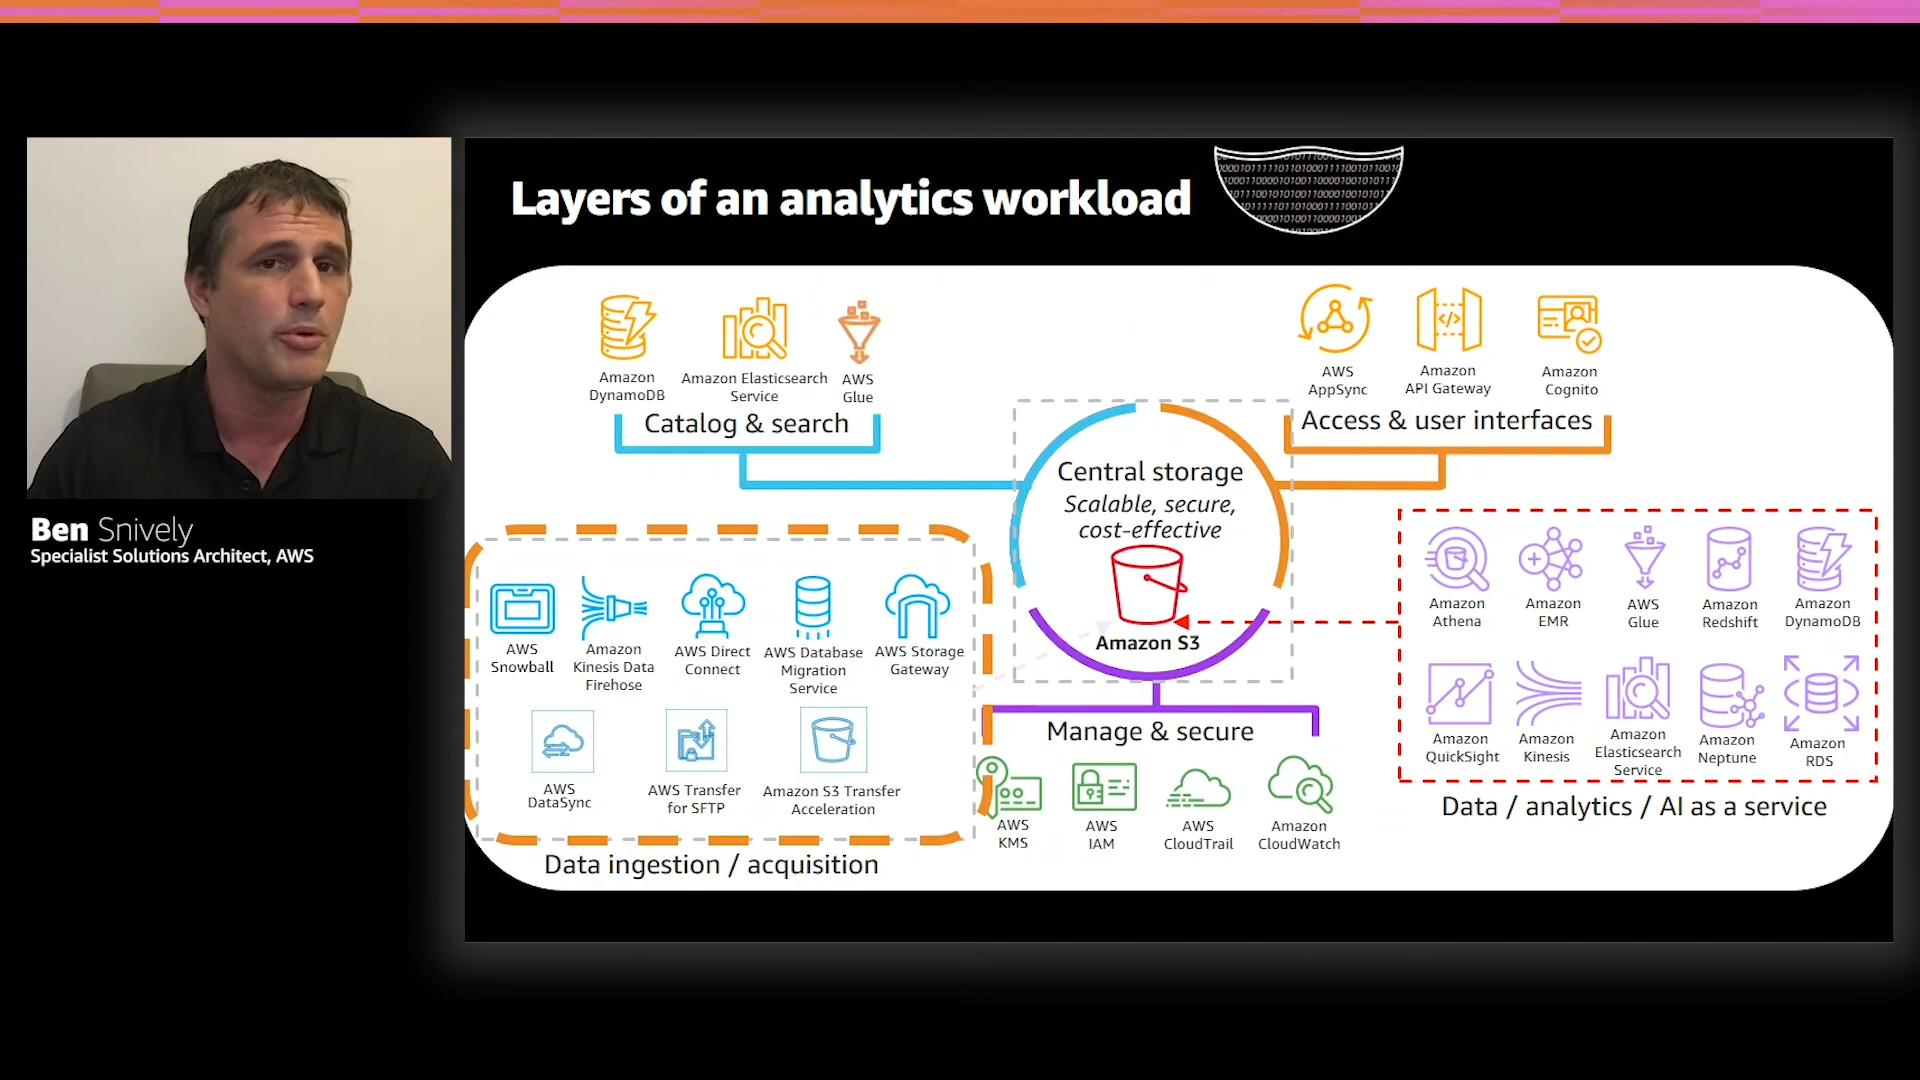 Layers of an analytics workload
Ben Snively
Specialist Solutions Architect, AWS
Amazon
DynamoDB
Amazon Elasticsearch
Service
AWS
Glue
Catalog & search
AWS
AppSync
Amazon
API Gateway
Amazon
Cognito
Access & user interfaces
Central storage
Scalable, secure,
cost-effective
Amazon S3
AWS
Snowball
Amazon
Kinesis Data
Firehose
AWS Direct
Connect
AWS Database
Migration
Service
AWS Storage
Gateway
AWS
DataSync
AWS Transfer
for SFTP
Amazon S3 Transfer
Acceleration
Data ingestion / acquisition
Manage & secure
AWS
KMS
AWS
IAM
AWS
CloudTrail
Amazon
CloudWatch
Amazon
Athena
Amazon
EMR
AWS
Glue
Amazon
Redshift
Amazon
DynamoDB
Amazon
QuickSight
Amazon
Kinesis
Amazon
Elasticsearch
Service
Amazon
Neptune
Amazon
RDS
Data / analytics / AI as a service